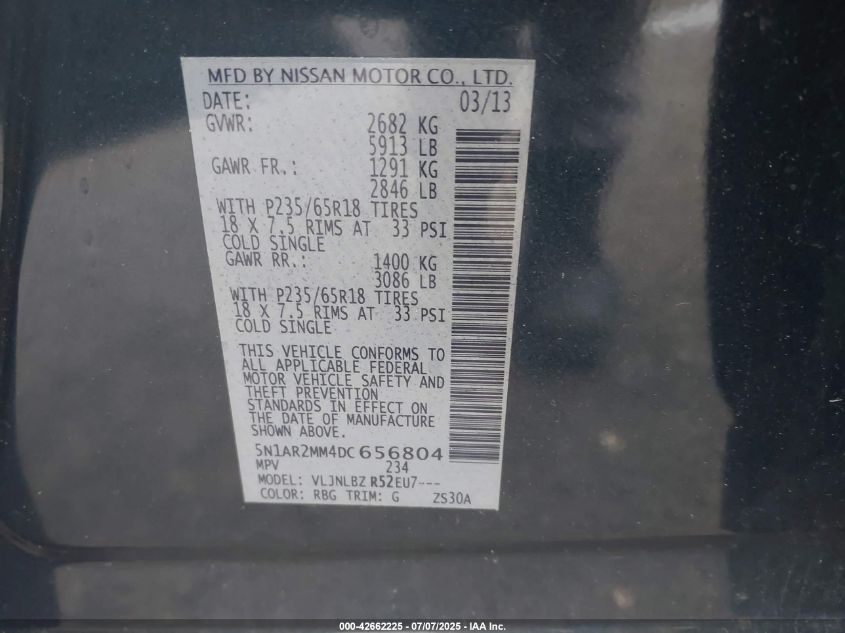 MFD BY NISSAN MOTOR CO., LTD.
DATE: 03/13
GVWR: 2682 KG
5913 LB
GAWR FR.: 1291 KG
2846 LB
WITH P235/65R18 TIRES
18 X 7.5 RIMS AT 33 PSI
COLD SINGLE
GAWR RR.: 1400 KG
3086 LB
WITH P235/65R18 TIRES
18 X 7.5 RIMS AT 33 PSI
COLD SINGLE
THIS VEHICLE CONFORMS TO
ALL APPLICABLE FEDERAL
MOTOR VEHICLE SAFETY AND
THEFT PREVENTION
STANDARDS IN EFFECT ON
THE DATE OF MANUFACTURE
SHOWN ABOVE.
5N1AR2MM4DC656804
MPV 234
MODEL: VLJNLBZ R52EU7---
COLOR: RBG TRIM: G ZS30A
000-42662225 - 07/07/2025 - IAA Inc.